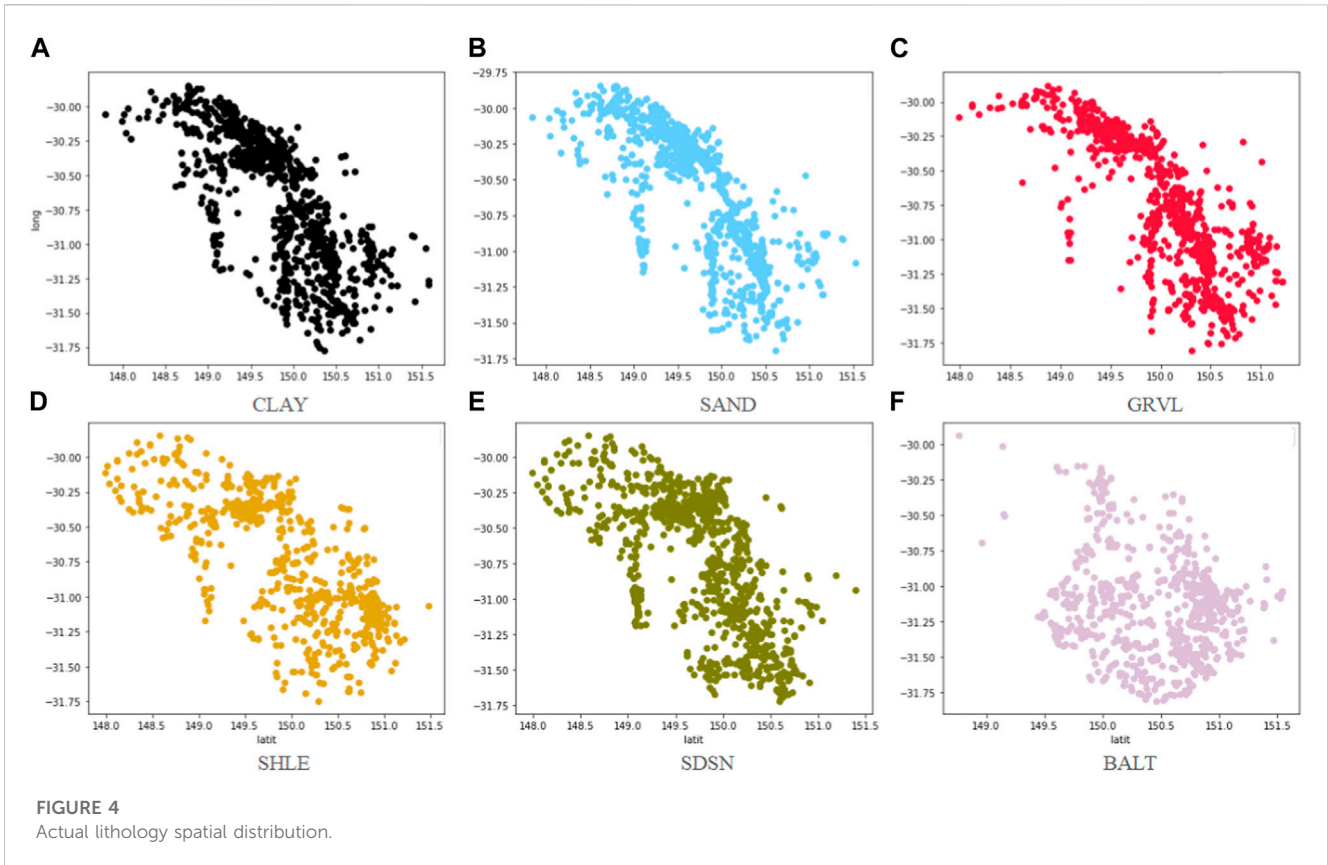 A
B
C
long
−30.00
−30.25
−30.50
−30.75
−31.00
−31.25
−31.50
−31.75
148.0 148.5 149.0 149.5 150.0 150.5 151.0 151.5
CLAY
−29.75
−30.00
−30.25
−30.50
−30.75
−31.00
−31.25
−31.50
−31.75
148.0 148.5 149.0 149.5 150.0 150.5 151.0 151.5
SAND
−30.00
−30.25
−30.50
−30.75
−31.00
−31.25
−31.50
−31.75
148.0 148.5 149.0 149.5 150.0 150.5 151.0
GRVL
D
E
F
−30.00
−30.25
−30.50
−30.75
−31.00
−31.25
−31.50
−31.75
148.0 148.5 149.0 149.5 150.0 150.5 151.0 151.5
latit
SHLE
−30.00
−30.25
−30.50
−30.75
−31.00
−31.25
−31.50
−31.75
148.0 148.5 149.0 149.5 150.0 150.5 151.0 151.5
latit
SDSN
−30.00
−30.25
−30.50
−30.75
−31.00
−31.25
−31.50
−31.75
149.0 149.5 150.0 150.5 151.0 151.5
latit
BALT
FIGURE 4
Actual lithology spatial distribution.